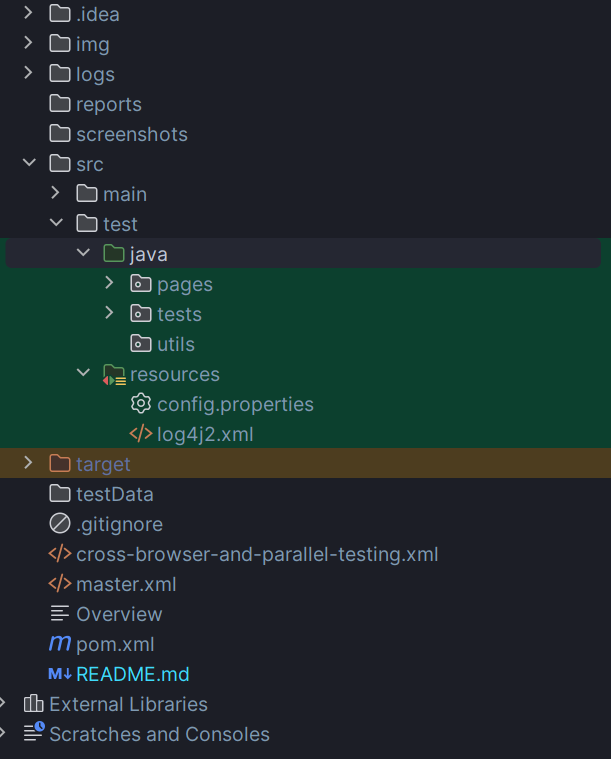 .idea
img
logs
reports
screenshots
src
main
test
java
pages
tests
utils
resources
config.properties
</> log4j2.xml
target
testData
.gitignore
</> cross-browser-and-parallel-testing.xml
</> master.xml
Overview
m pom.xml
M↓ README.md
External Libraries
Scratches and Consoles